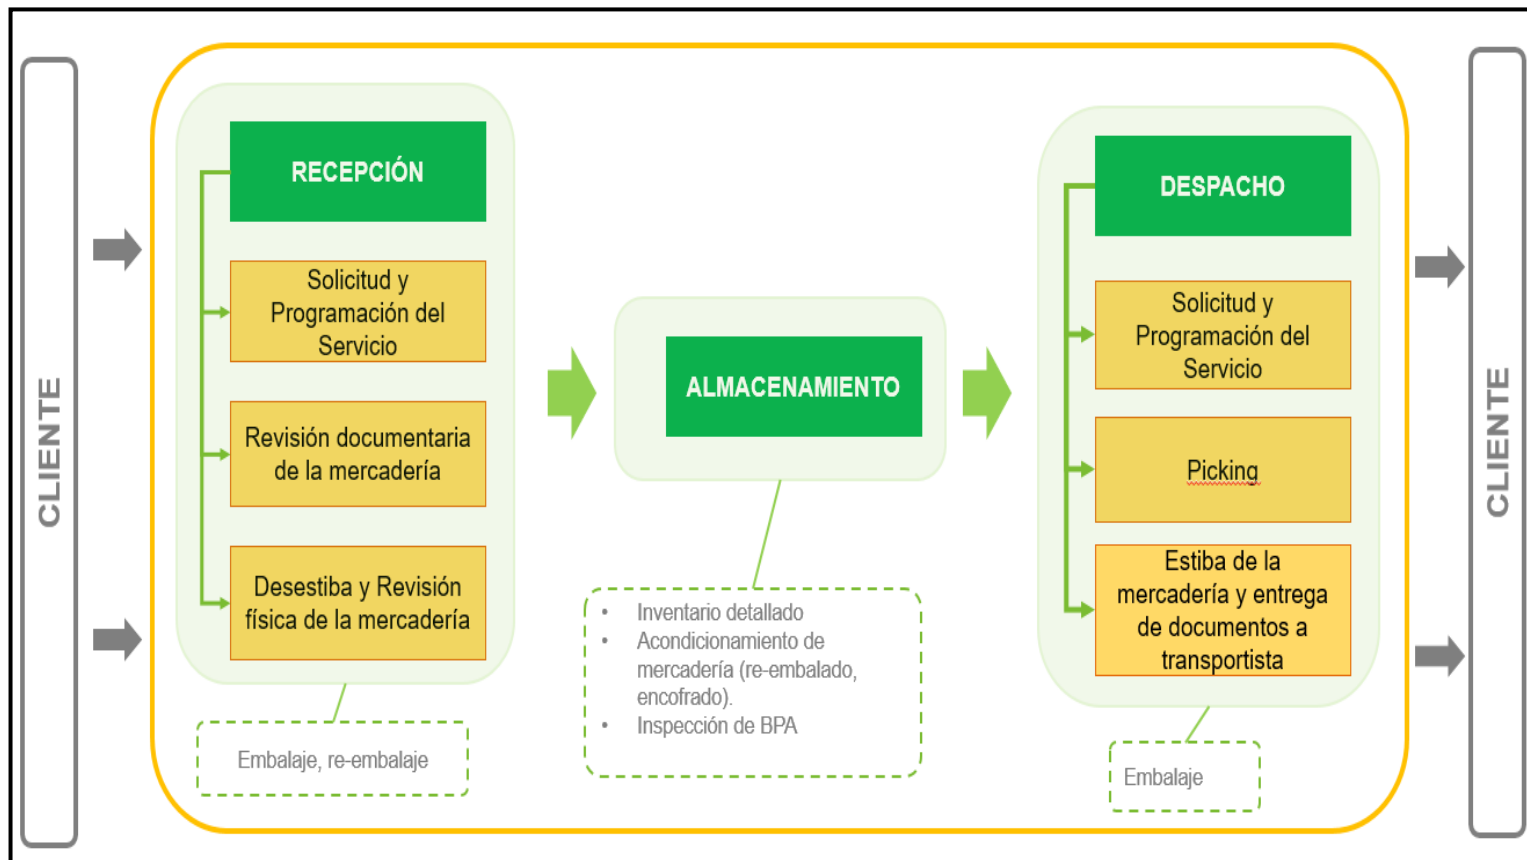 CLIENTE
RECEPCIÓN
Solicitud y
Programación del
Servicio
Revisión documentaria
de la mercadería
Desestiba y Revisión
física de la mercadería
Embalaje, re-embalaje
ALMACENAMIENTO
• Inventario detallado
• Acondicionamiento de
mercadería (re-embalado,
encofrado).
• Inspección de BPA
DESPACHO
Solicitud y
Programación del
Servicio
Picking
Estiba de la
mercadería y entrega
de documentos a
transportista
Embalaje
CLIENTE